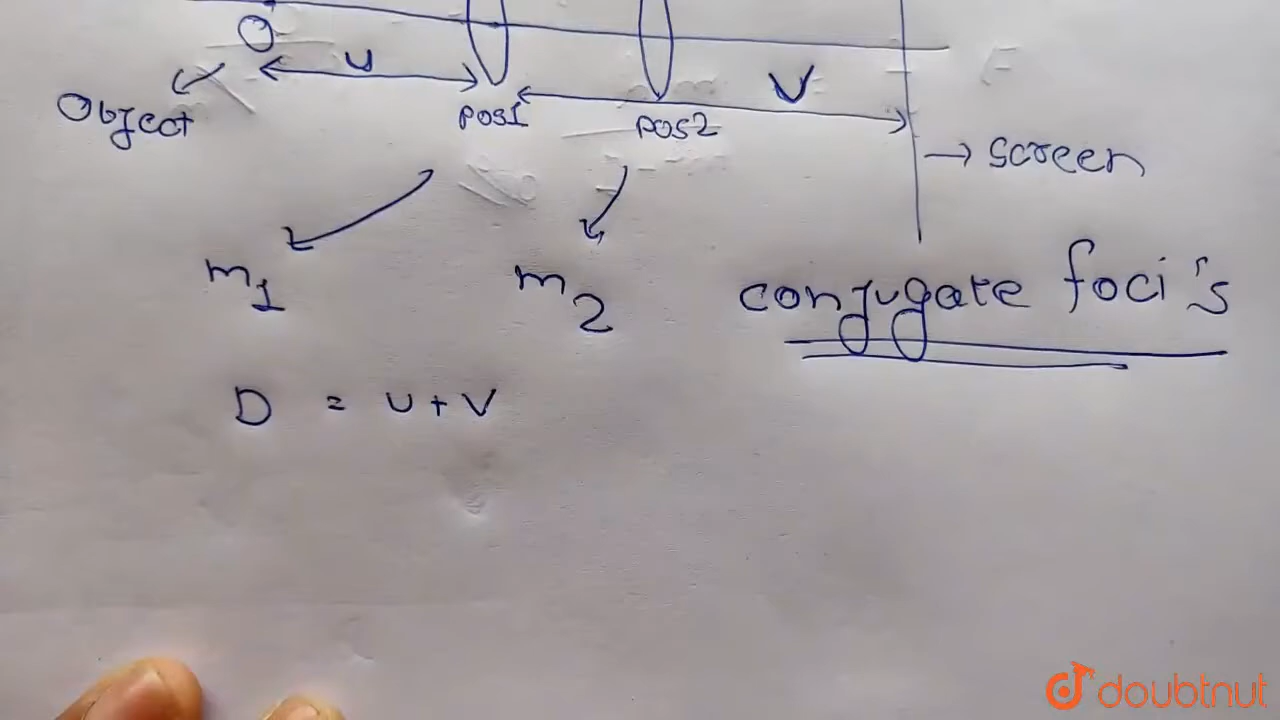 O
U
V
Object
pos1
pos2
→ screen
m1
m2
conjugate foci's
D = U + V
doubtnut